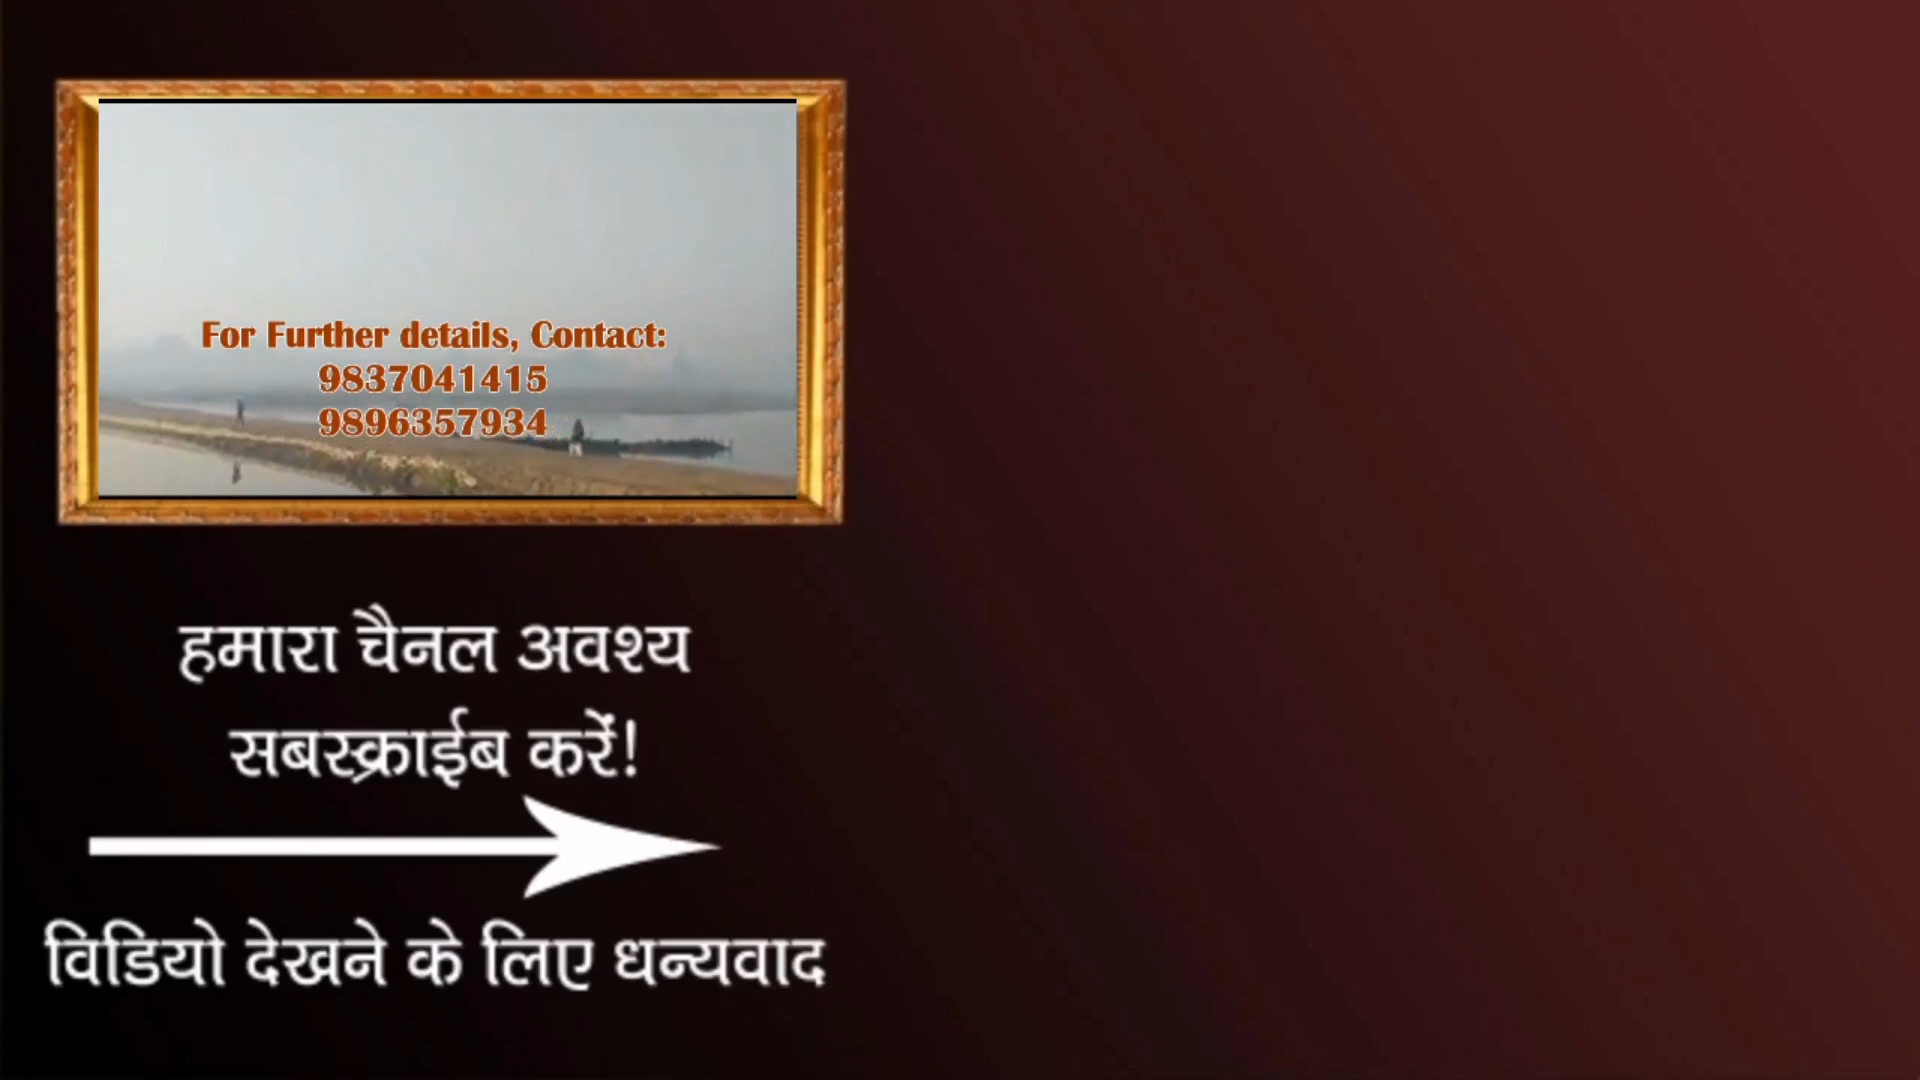 For Further details, Contact:
9837041415
9896357934
हमारा चैनल अवश्य
सबस्क्राईब करें!
विडियो देखने के लिए धन्यवाद